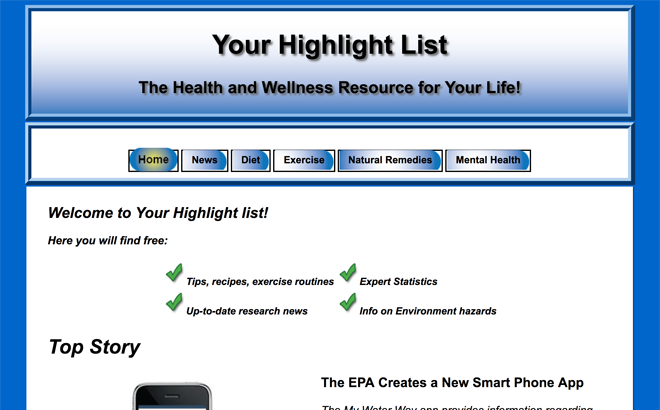 Your Highlight List
The Health and Wellness Resource for Your Life!
Home News Diet Exercise Natural Remedies Mental Health
Welcome to Your Highlight list!
Here you will find free:
Tips, recipes, exercise routines Expert Statistics
Up-to-date research news Info on Environment hazards
Top Story
The EPA Creates a New Smart Phone App
The My Water Way app provides information regarding